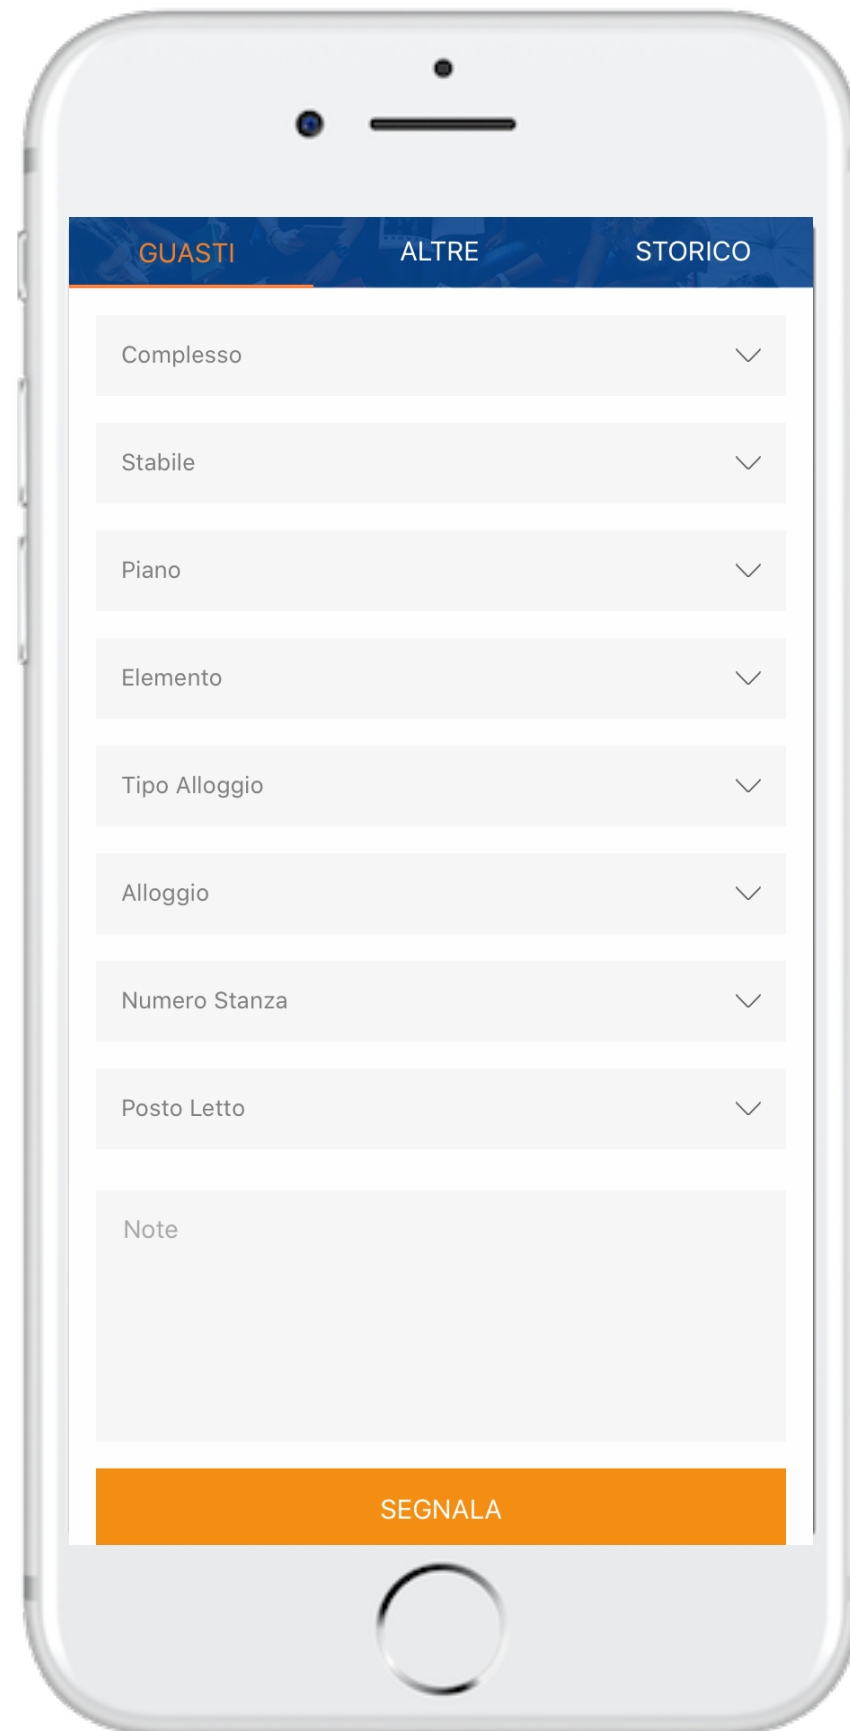 GUASTI ALTRE STORICO
Complesso
Stabile
Piano
Elemento
Tipo Alloggio
Alloggio
Numero Stanza
Posto Letto
Note
SEGNALA